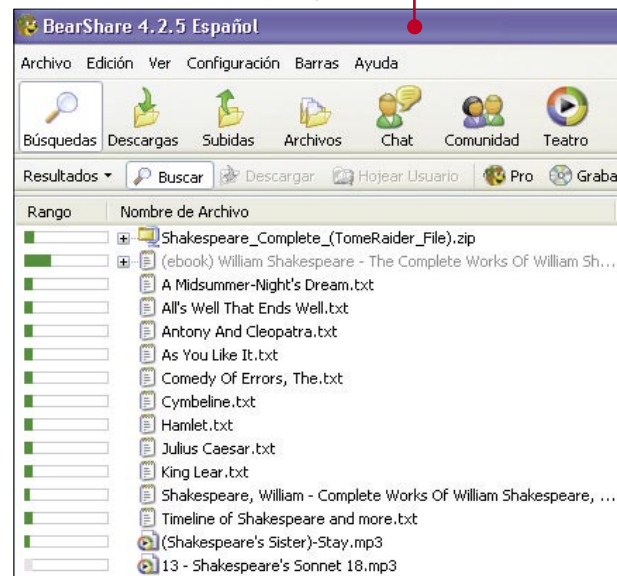 BearShare 4.2.5 Español
Archivo Edición Ver Configuración Barras Ayuda
Búsquedas Descargas Subidas Archivos Chat Comunidad Teatro
Resultados Buscar Descargar Hojear Usuario Pro Graba
Rango Nombre de Archivo
Shakespeare_Complete_(TomeRaider_File).zip
(ebook) William Shakespeare - The Complete Works Of William Sh...
A Midsummer-Night's Dream.txt
All's Well That Ends Well.txt
Antony And Cleopatra.txt
As You Like It.txt
Comedy Of Errors, The.txt
Cymbeline.txt
Hamlet.txt
Julius Caesar.txt
King Lear.txt
Shakespeare, William - Complete Works Of William Shakespeare, ...
Timeline of Shakespeare and more.txt
(Shakespeare's Sister)-Stay.mp3
13 - Shakespeare's Sonnet 18.mp3